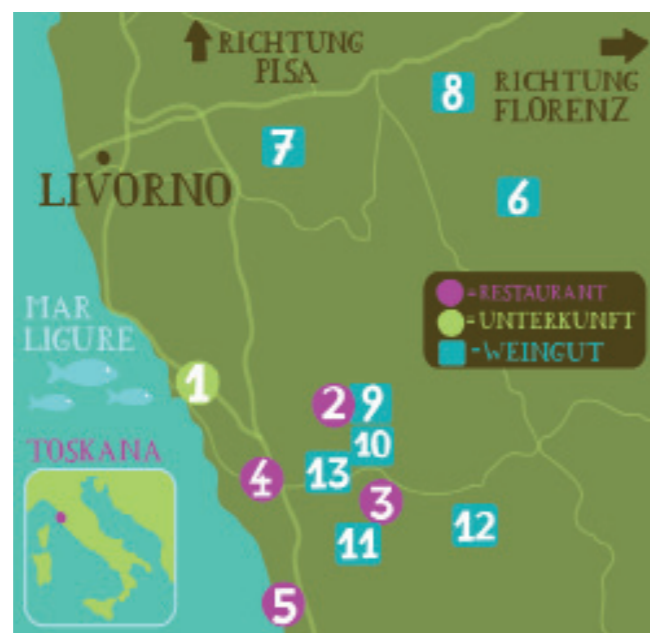 RICHTUNG
PISA
RICHTUNG
FLORENZ
8
7
LIVORNO
6
= RESTAURANT
= UNTERKUNFT
= WEINGUT
MAR
LIGURE
1
2
9
10
TOSKANA
13
4
3
12
11
5